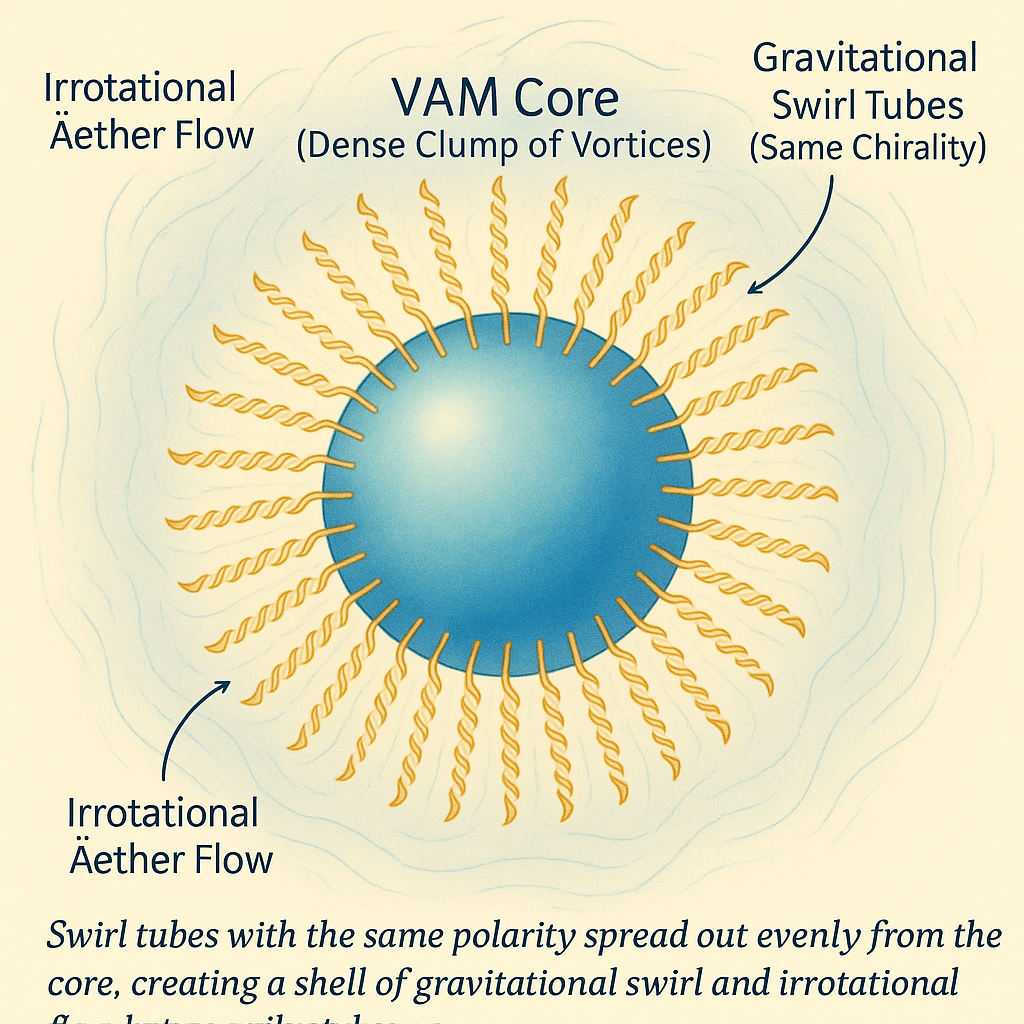 Irrotational
Äether Flow
VAM Core
(Dense Clump of Vortices)
Gravitational
Swirl Tubes
(Same Chirality)
Irrotational
Äether Flow
Swirl tubes with the same polarity spread out evenly from the
core, creating a shell of gravitational swirl and irrotational